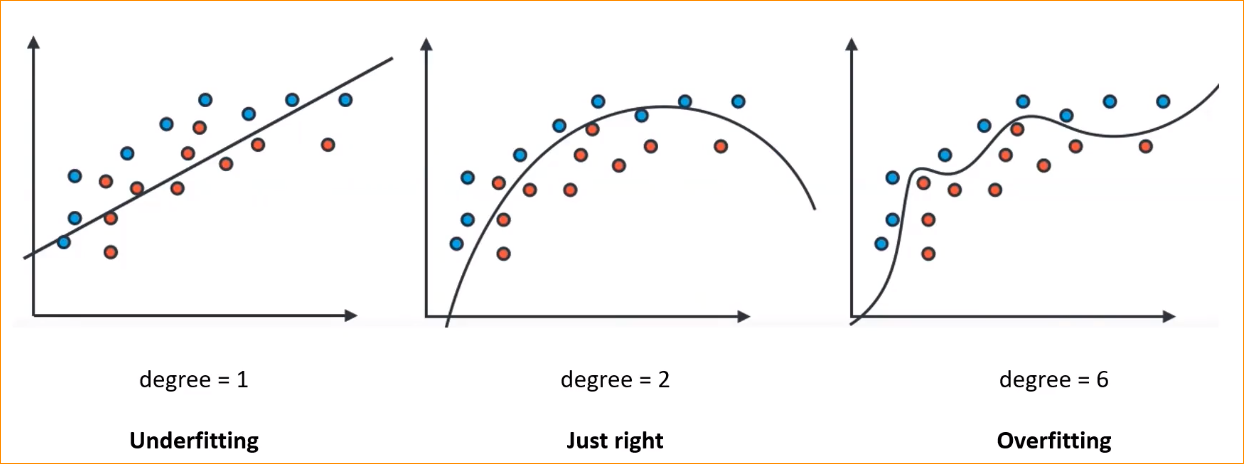 degree = 1
degree = 2
degree = 6
Underfitting
Just right
Overfitting